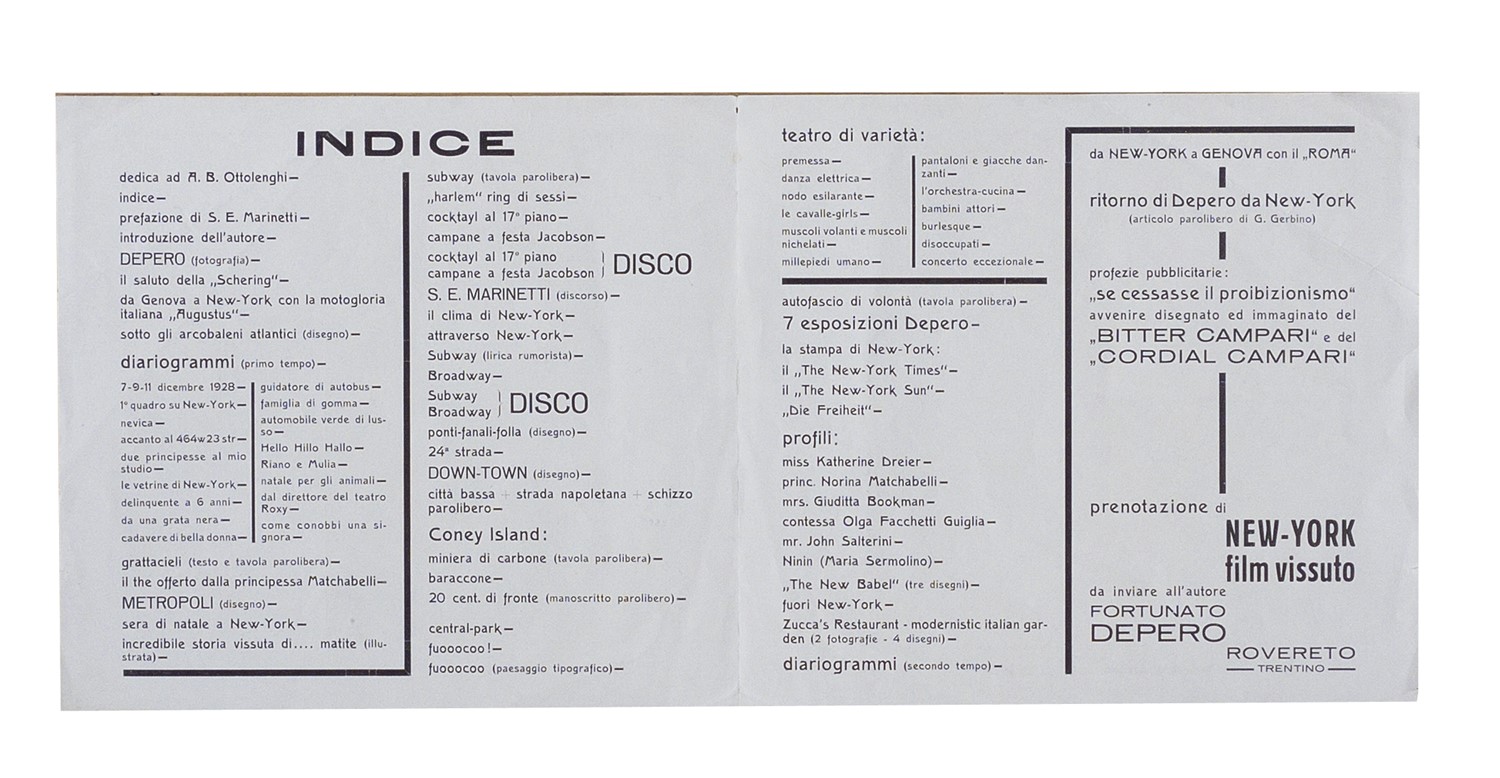 INDICE
dedica ad A. B. Ottolenghi—
indice—
prefazione di S. E. Marinetti—
introduzione dell'autore—
DEPERO (fotografia)—
il saluto della „Schering"—
da Genova a New-York con la motogloria
italiana „Augustus"—
sotto gli arcobaleni atlantici (disegno)—
diariogrammi (primo tempo)—
7-9-11 dicembre 1928—
1° quadro su New-York—
nevica—
accanto al 464w23 str—
due principesse al mio
studio—
le vetrine di New-York—
delinquente a 6 anni—
da una grata nera—
cadavere di bella donna—
guidatore di autobus—
famiglia di gomma—
automobile verde di lus-
so—
Hello Hillo Hallo—
Riano e Mulia—
natale per gli animali—
dal direttore del teatro
Roxy—
come conobbi una si-
gnora—
grattacieli (testo e tavola parolibera)—
il the offerto dalla principessa Matchabelli—
METROPOLI (disegno)—
sera di natale a New-York—
incredibile storia vissuta di.... matite (illu-
strata)—
subway (tavola parolibera)—
„harlem" ring di sessi—
cocktayl al 17° piano—
campane a festa Jacobson—
cocktayl al 17° piano
campane a festa Jacobson } DISCO
S. E. MARINETTI (discorso)—
il clima di New-York—
attraverso New-York—
Subway (lirica rumorista)—
Broadway—
Subway
Broadway } DISCO
ponti-fanali-folla (disegno)—
24ª strada—
DOWN-TOWN (disegno)—
città bassa + strada napoletana + schizzo
parolibero—
Coney Island:
miniera di carbone (tavola parolibera)—
baraccone—
20 cent. di fronte (manoscritto parolibero)—
central-park—
fuooocoo!—
fuooocoo (paesaggio tipografico)—
teatro di varietà:
premessa—
danza elettrica—
nodo esilarante—
le cavalle-girls—
muscoli volanti e muscoli
nichelati—
millepiedi umano—
pantaloni e giacche dan-
zanti—
l'orchestra-cucina—
bambini attori—
burlesque—
disoccupati—
concerto eccezionale—
autofascio di volontà (tavola parolibera)—
7 esposizioni Depero—
la stampa di New-York:
il „The New-York Times"—
il „The New-York Sun"—
„Die Freiheit"—
profili:
miss Katherine Dreier—
princ. Norina Matchabelli—
mrs. Giuditta Bookman—
contessa Olga Facchetti Guiglia—
mr. John Salterini—
Ninin (Maria Sermolino)—
„The New Babel" (tre disegni)—
fuori New-York—
Zucca's Restaurant - modernistic italian gar-
den (2 fotografie - 4 disegni)—
diariogrammi (secondo tempo)—
da NEW-YORK a GENOVA con il „ROMA"
ritorno di Depero da New-York
(articolo parolibero di G. Gerbino)
profezie pubblicitarie:
„se cessasse il proibizionismo"
avvenire disegnato ed immaginato del
„BITTER CAMPARI" e del
„CORDIAL CAMPARI"
prenotazione di
NEW-YORK
film vissuto
da inviare all'autore
FORTUNATO
DEPERO
ROVERETO
— TRENTINO —